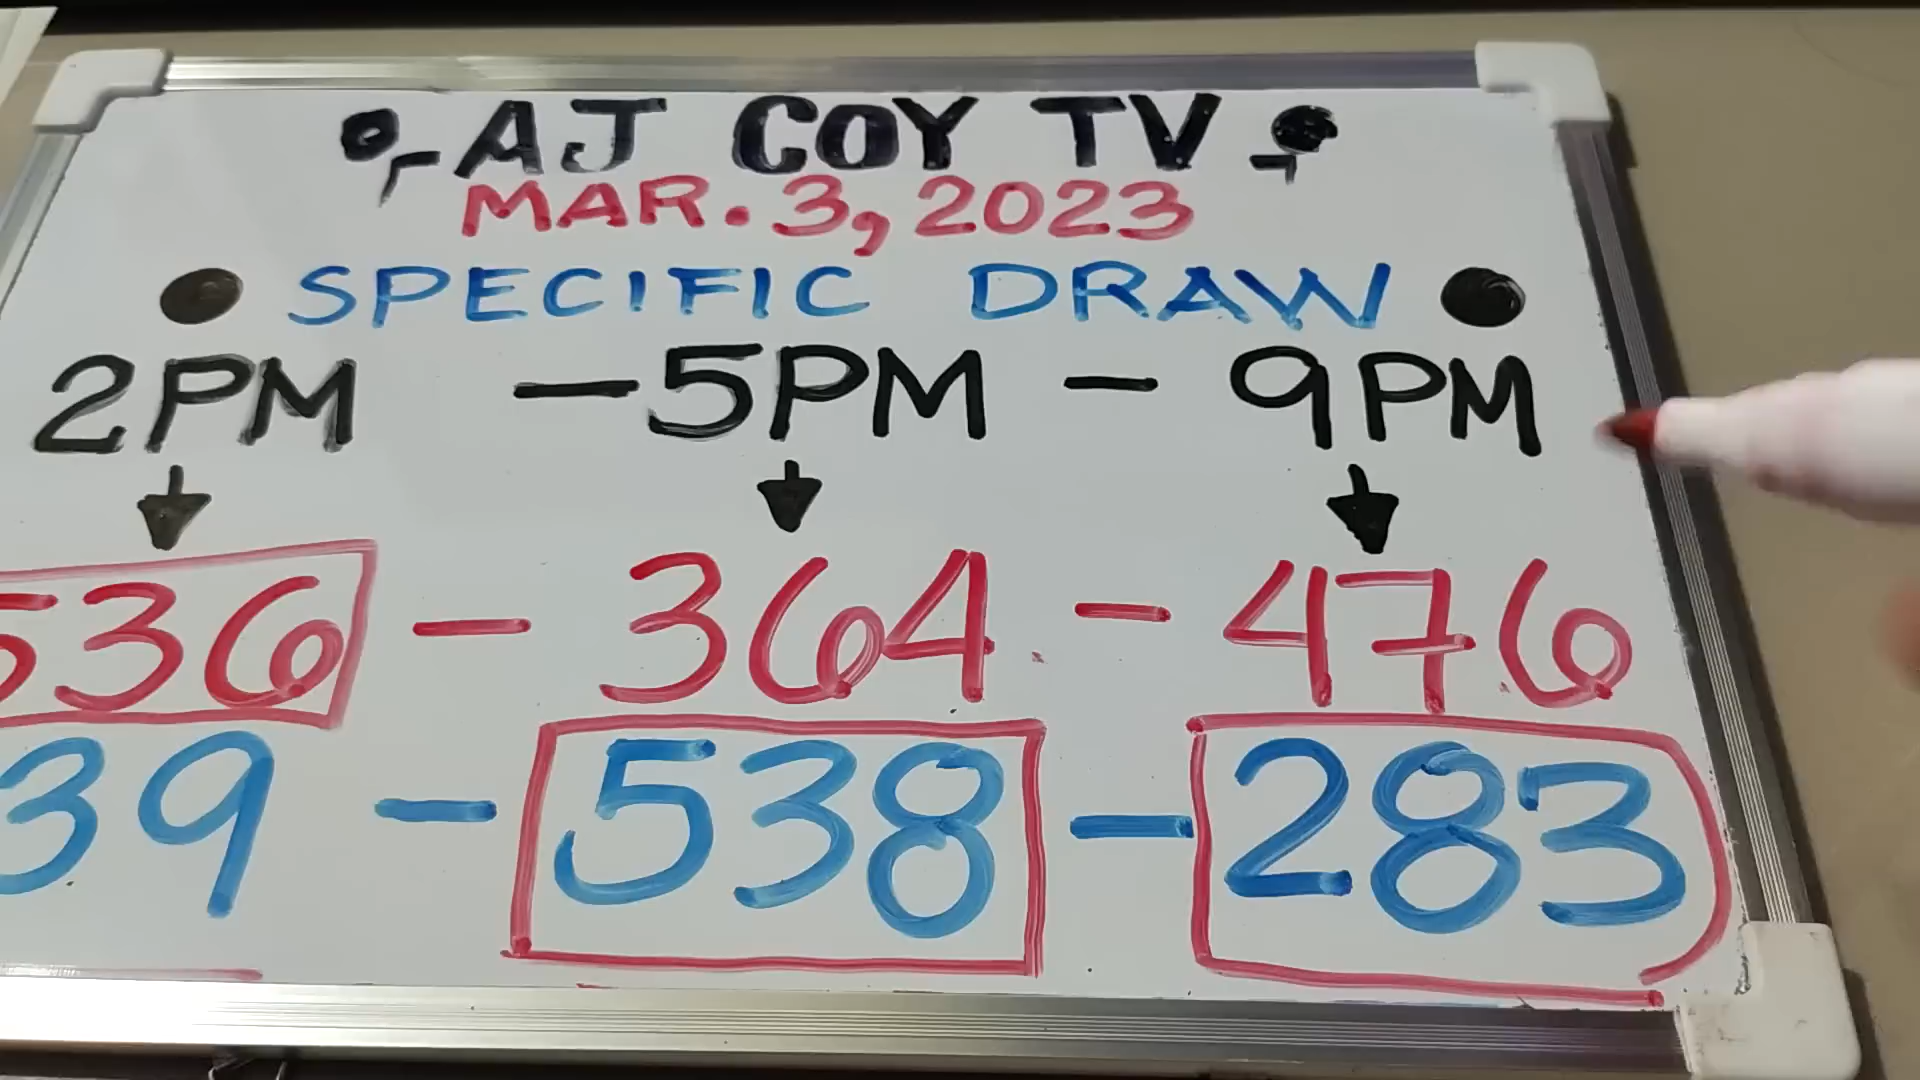 AJ COY TV
MAR. 3, 2023
SPECIFIC DRAW
2PM - 5PM - 9PM
536 - 364 - 476
39 - 538 - 283